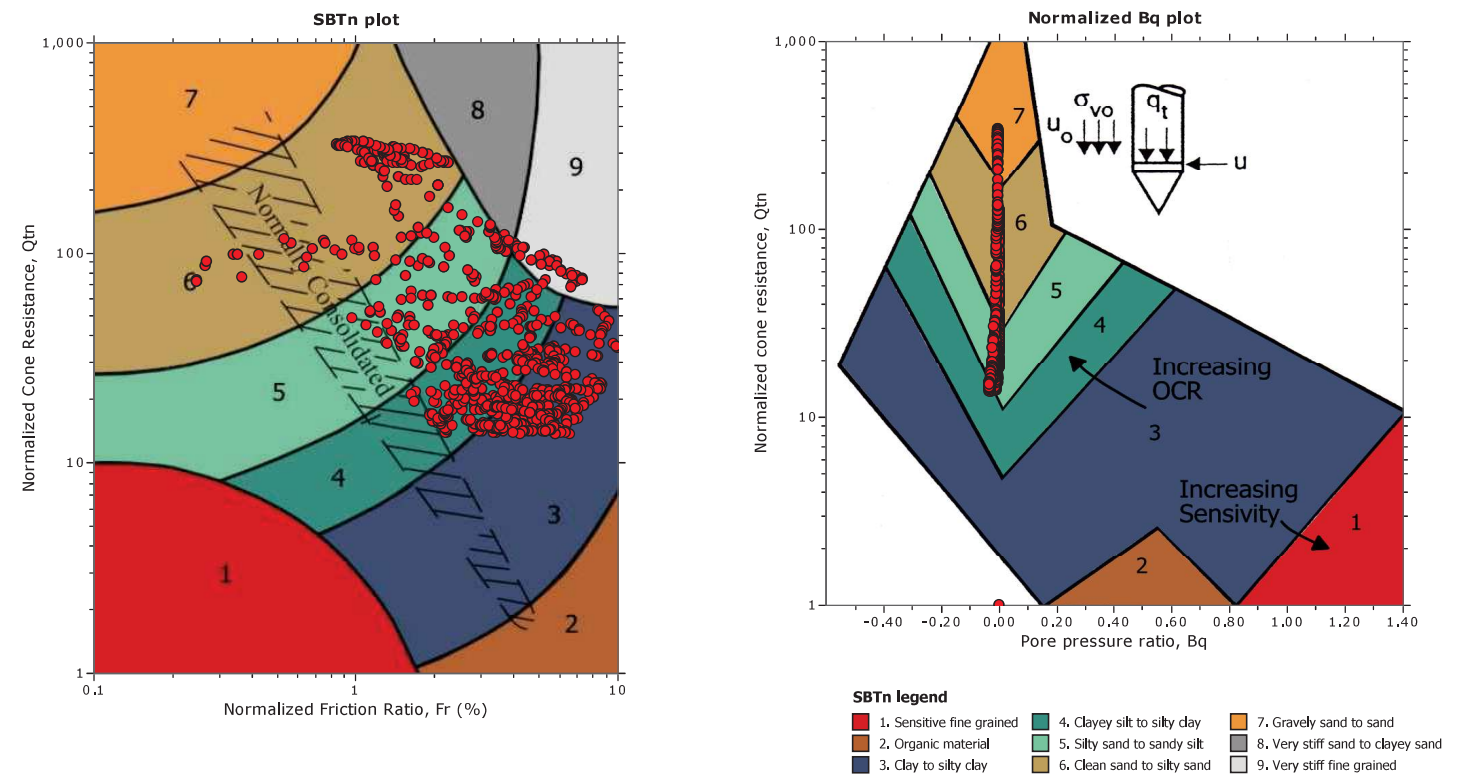 SBTn plot
1,000
100
10
1
0.1
1
10
Normalized Cone Resistance, Qtn
Normalized Friction Ratio, Fr (%)
7
8
9
6
5
4
3
1
2
Normally Consolidated
Normalized Bq plot
1,000
100
10
1
-0.40
-0.20
0.00
0.20
0.40
0.60
0.80
1.00
1.20
1.40
Normalized cone resistance, Qtn
Pore pressure ratio, Bq
7
6
5
4
3
2
1
σvo
uo
qt
u
Increasing
OCR
Increasing
Sensivity
SBTn legend
1. Sensitive fine grained
2. Organic material
3. Clay to silty clay
4. Clayey silt to silty clay
5. Silty sand to sandy silt
6. Clean sand to silty sand
7. Gravely sand to sand
8. Very stiff sand to clayey sand
9. Very stiff fine grained